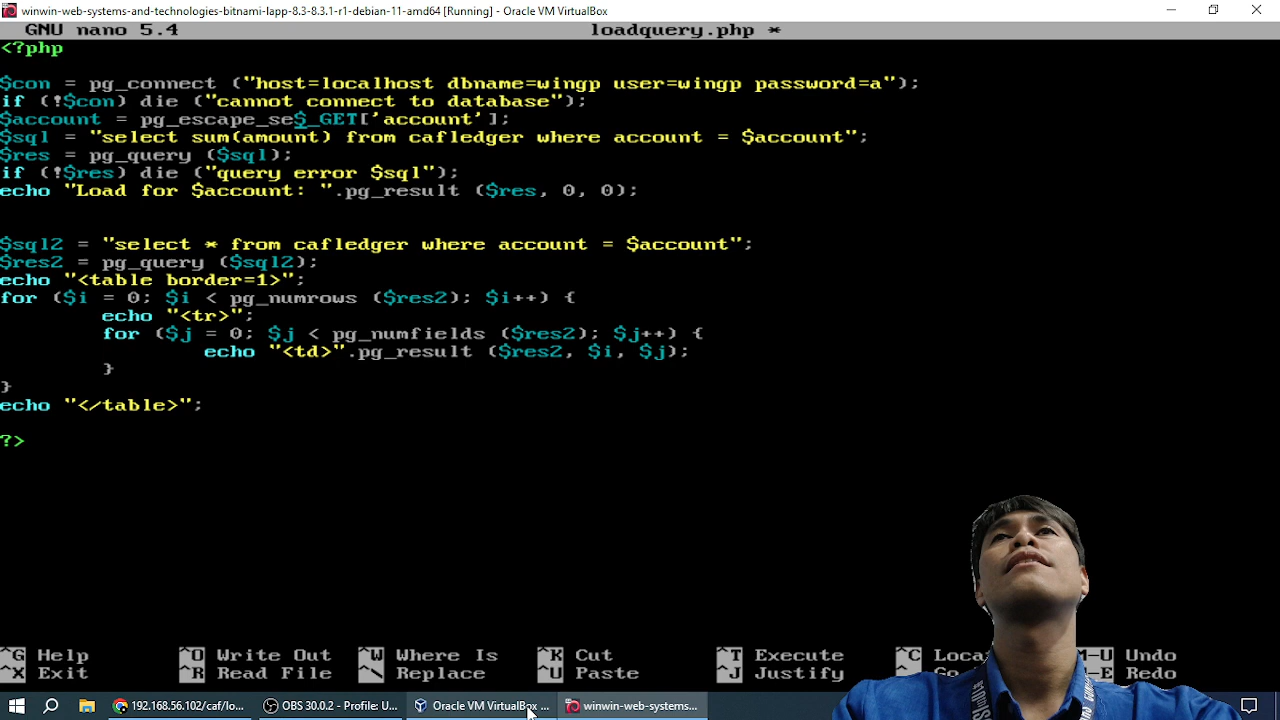 winwin-web-systems-and-technologies-bitnami-lapp-8.3-8.3.1-r1-debian-11-amd64 [Running] - Oracle VM VirtualBox
GNU nano 5.4 loadquery.php *
<?php
$con = pg_connect ("host=localhost dbname=wingp user=wingp password=a");
if (!$con) die ("cannot connect to database");
$account = pg_escape_se$_GET['account'];
$sql = "select sum(amount) from cafledger where account = $account";
$res = pg_query ($sql);
if (!$res) die ("query error $sql");
echo "Load for $account: ".pg_result ($res, 0, 0);
$sql2 = "select * from cafledger where account = $account";
$res2 = pg_query ($sql2);
echo "<table border=1>";
for ($i = 0; $i < pg_numrows ($res2); $i++) {
echo "<tr>";
for ($j = 0; $j < pg_numfields ($res2); $j++) {
echo "<td>".pg_result ($res2, $i, $j);
}
}
echo "</table>";
?>
^G Help ^O Write Out ^W Where Is ^K Cut ^T Execute ^C Loca M-U Undo
^X Exit ^R Read File ^\ Replace ^U Paste ^J Justify ^_ Go M-E Redo
192.168.56.102/caf/lo... OBS 30.0.2 - Profile: U... Oracle VM VirtualBox ... winwin-web-systems...